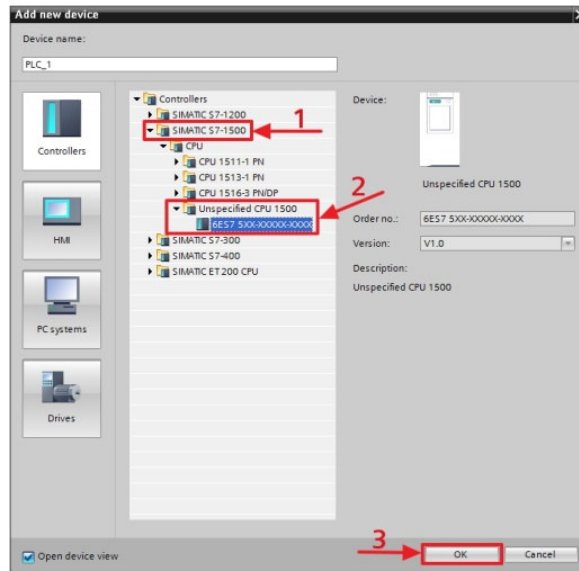 Add new device
Device name:
PLC_1
Controllers
HMI
PC systems
Drives
Controllers
SIMATIC S7-1200
SIMATIC S7-1500
CPU
CPU 1511-1 PN
CPU 1513-1 PN
CPU 1516-3 PN/DP
Unspecified CPU 1500
6ES7 5XX-XXXXX-XXXX
SIMATIC S7-300
SIMATIC S7-400
SIMATIC ET 200 CPU
1
2
Device:
Unspecified CPU 1500
Order no.: 6ES7 5XX-XXXXX-XXXX
Version: V1.0
Description:
Unspecified CPU 1500
Open device view
3
OK
Cancel